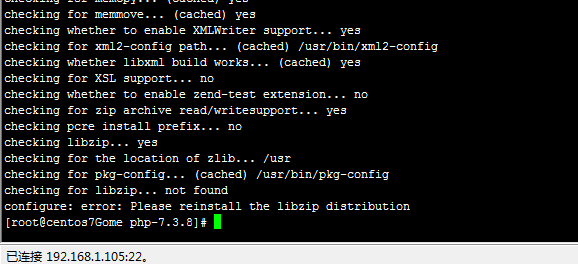 checking for memcpy... (cached) yes
checking for memmove... (cached) yes
checking whether to enable XMLWriter support... yes
checking for xml2-config path... (cached) /usr/bin/xml2-config
checking whether libxml build works... (cached) yes
checking for XSL support... no
checking whether to enable zend-test extension... no
checking for zip archive read/writesupport... yes
checking pcre install prefix... no
checking libzip... yes
checking for the location of zlib... /usr
checking for pkg-config... (cached) /usr/bin/pkg-config
checking for libzip... not found
configure: error: Please reinstall the libzip distribution
[root@centos7Gome php-7.3.8]#
已连接 192.168.1.105:22。